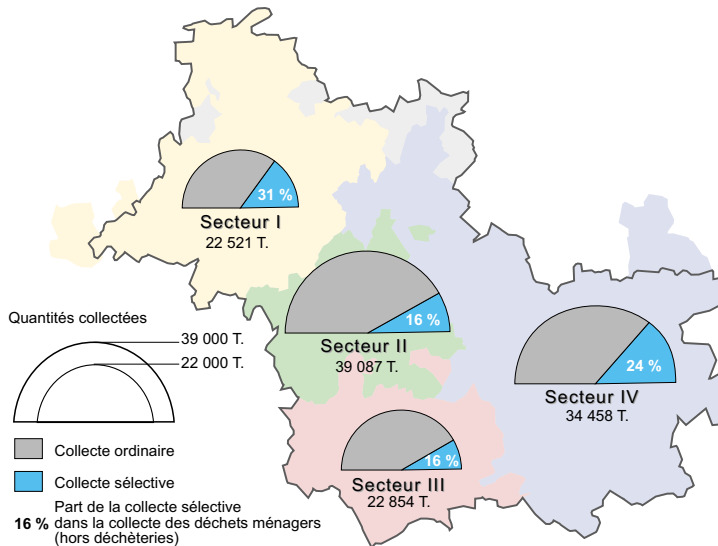 31 %
Secteur I
22 521 T.
16 %
Secteur II
39 087 T.
24 %
Secteur IV
34 458 T.
16 %
Secteur III
22 854 T.
Quantités collectées
39 000 T.
22 000 T.
Collecte ordinaire
Collecte sélective
Part de la collecte sélective
16 % dans la collecte des déchets ménagers
(hors déchèteries)